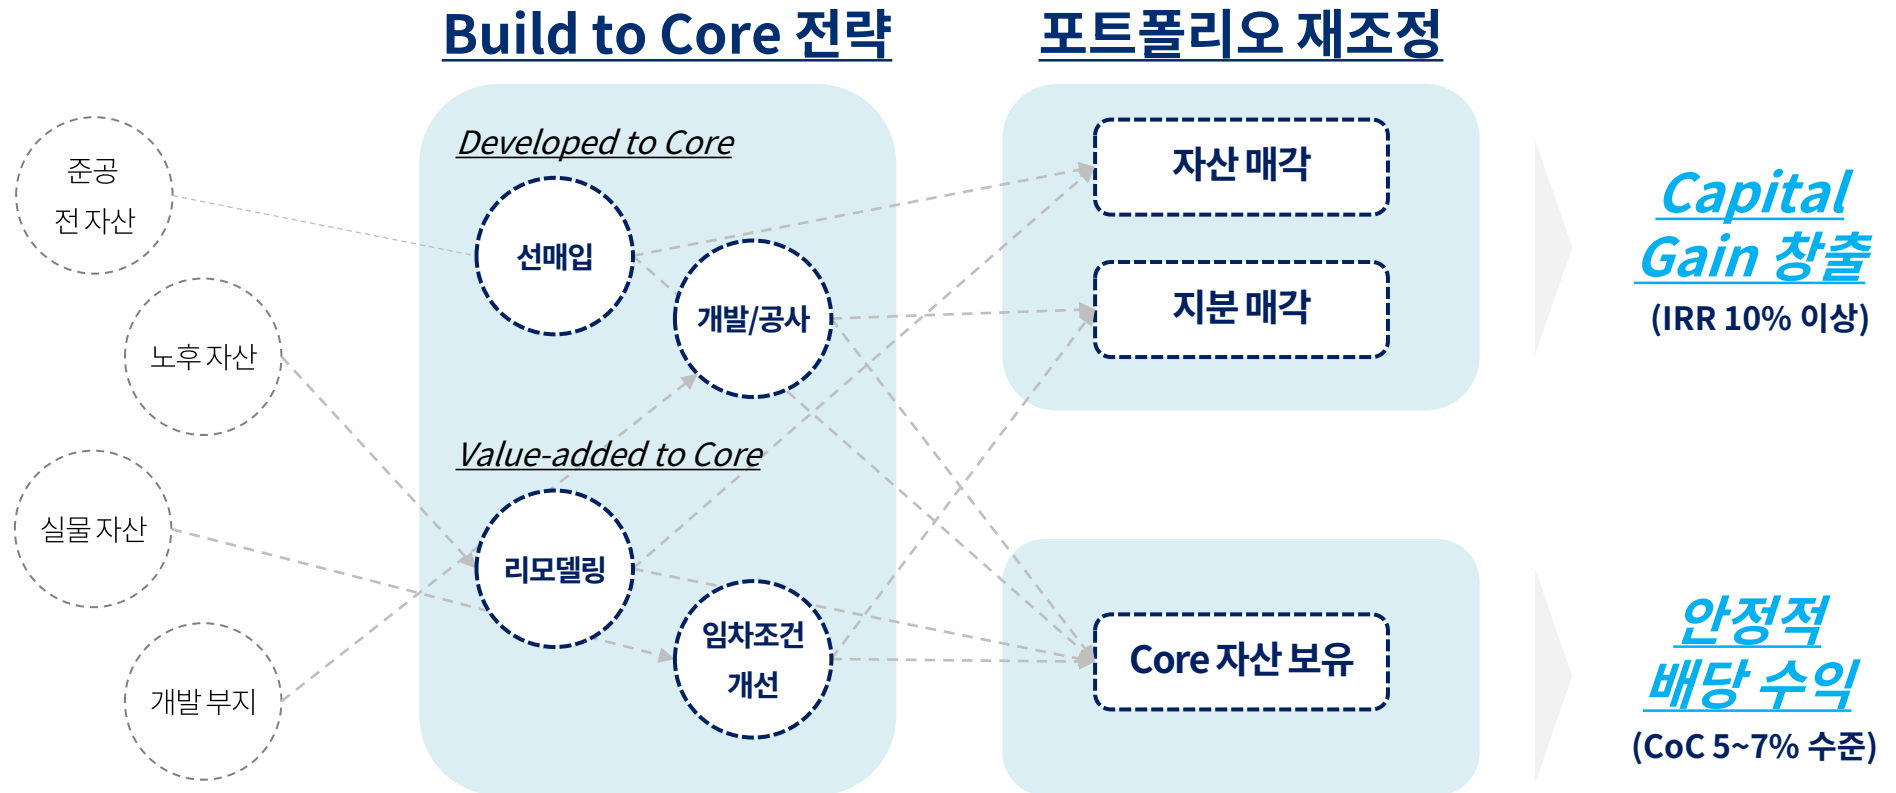 Build to Core 전략
포트폴리오 재조정
준공
전 자산
노후 자산
실물 자산
개발 부지
Developed to Core
선매입
개발/공사
Value-added to Core
리모델링
임차조건
개선
자산 매각
지분 매각
Core 자산 보유
Capital
Gain 창출
(IRR 10% 이상)
안정적
배당 수익
(CoC 5~7% 수준)